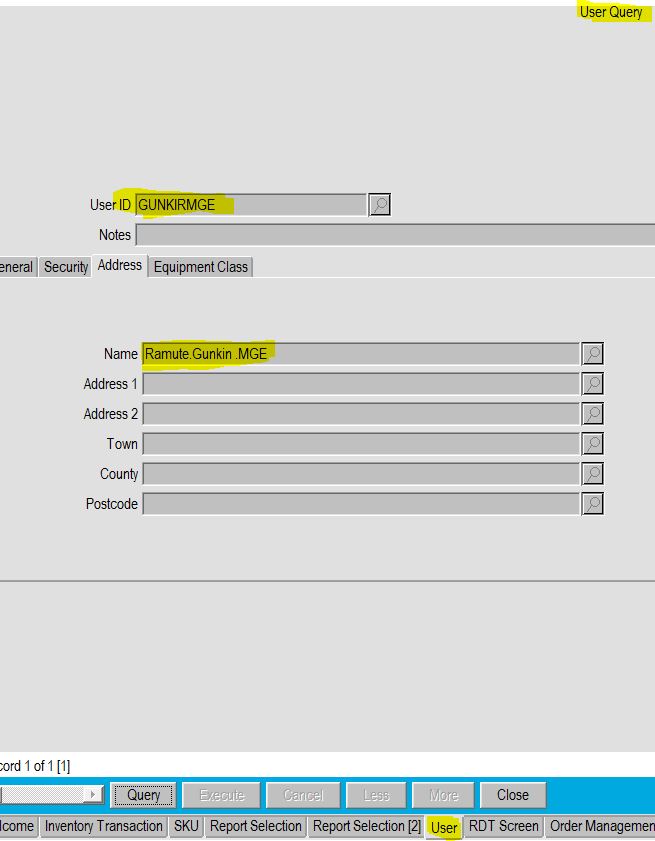 User Query
User ID GUNKIRMGE
Notes
eneral Security Address Equipment Class
Name Ramute.Gunkin .MGE
Address 1
Address 2
Town
County
Postcode
cord 1 of 1 [1]
Query Execute Cancel Less More Close
lcome Inventory Transaction SKU Report Selection Report Selection [2] User RDT Screen Order Managemen